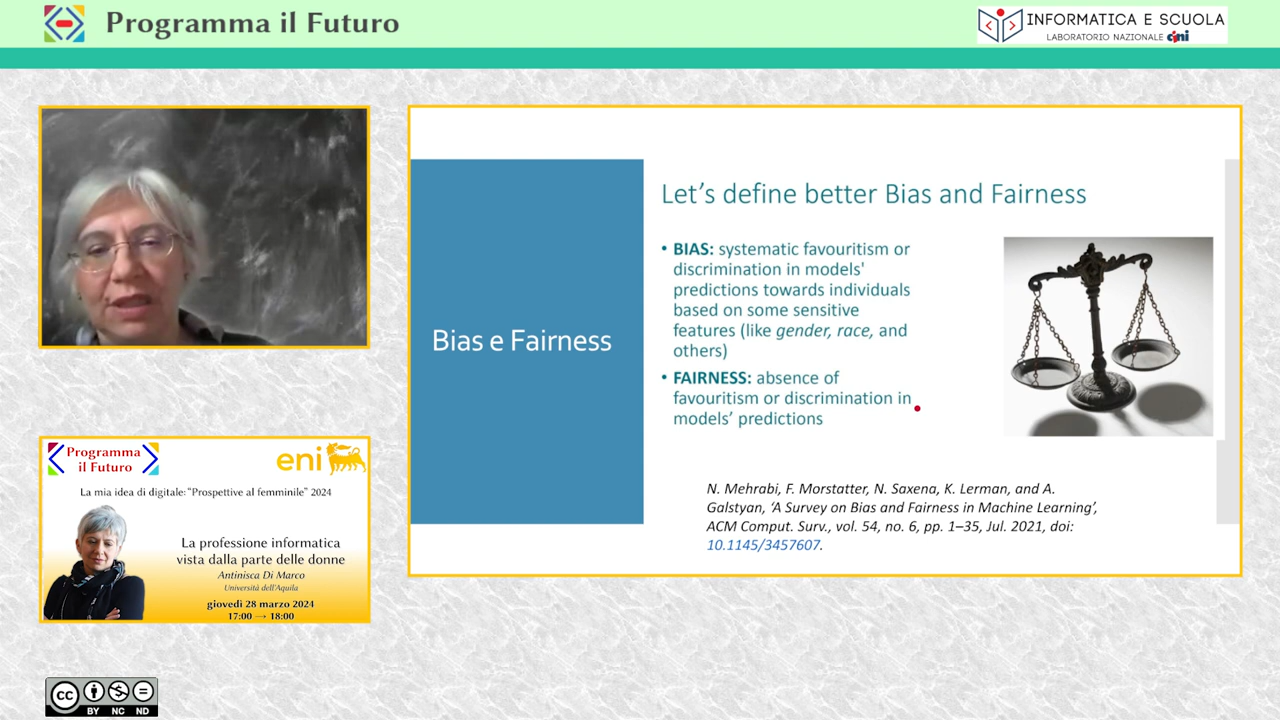 Programma il Futuro
INFORMATICA E SCUOLA
LABORATORIO NAZIONALE cini
Bias e Fairness
Let's define better Bias and Fairness
• BIAS: systematic favouritism or
discrimination in models'
predictions towards individuals
based on some sensitive
features (like gender, race, and
others)
• FAIRNESS: absence of
favouritism or discrimination in
models' predictions
N. Mehrabi, F. Morstatter, N. Saxena, K. Lerman, and A.
Galstyan, 'A Survey on Bias and Fairness in Machine Learning',
ACM Comput. Surv., vol. 54, no. 6, pp. 1–35, Jul. 2021, doi:
10.1145/3457607.
Programma
il Futuro
eni
La mia idea di digitale: "Prospettive al femminile" 2024
La professione informatica
vista dalla parte delle donne
Antinisca Di Marco
Università dell'Aquila
giovedì 28 marzo 2024
17:00 → 18:00
cc
BY NC ND